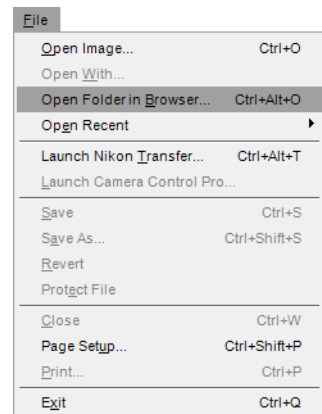 File
Open Image... Ctrl+O
Open With...
Open Folder in Browser... Ctrl+Alt+O
Open Recent
Launch Nikon Transfer... Ctrl+Alt+T
Launch Camera Control Pro...
Save Ctrl+S
Save As... Ctrl+Shift+S
Revert
Protect File
Close Ctrl+W
Page Setup... Ctrl+Shift+P
Print... Ctrl+P
Exit Ctrl+Q